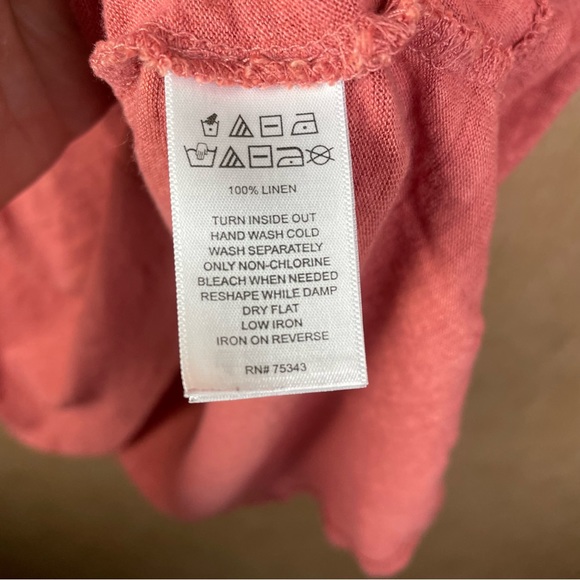 100% LINEN
TURN INSIDE OUT
HAND WASH COLD
WASH SEPARATELY
ONLY NON-CHLORINE
BLEACH WHEN NEEDED
RESHAPE WHILE DAMP
DRY FLAT
LOW IRON
IRON ON REVERSE
RN# 75343